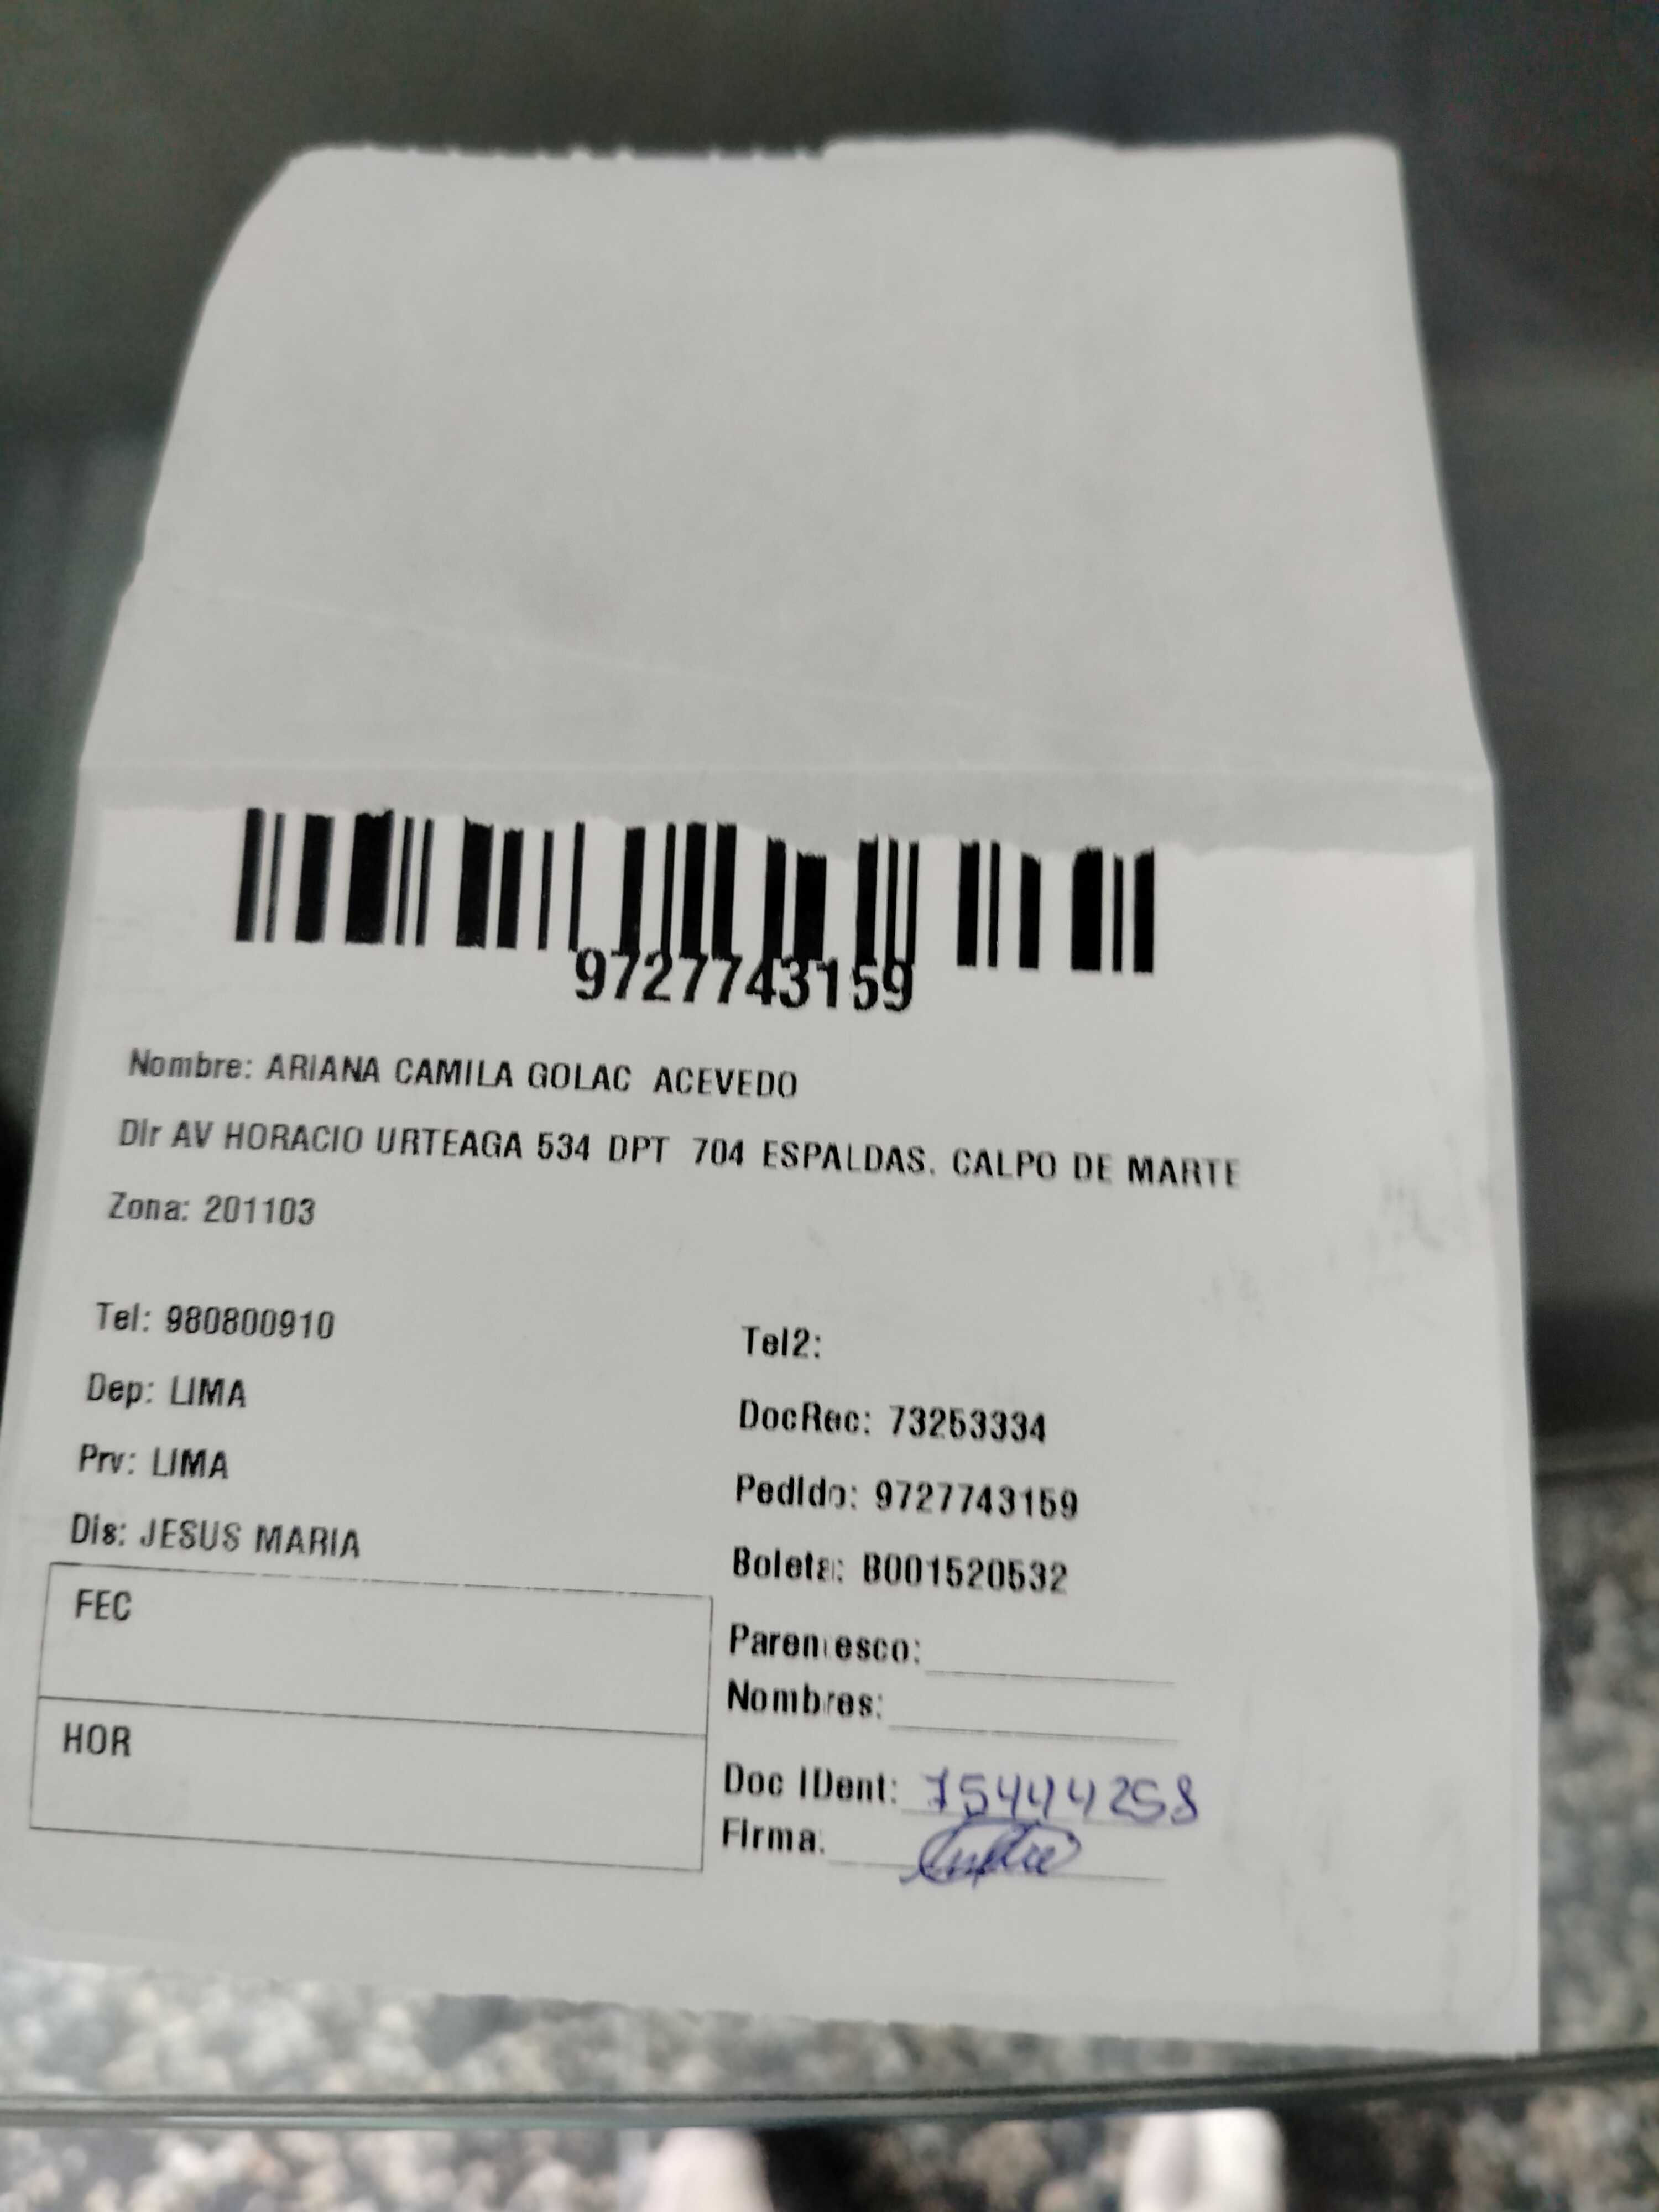 9727743159
Nombre: ARIANA CAMILA GOLAC ACEVEDO
Dir AV HORACIO URTEAGA 534 DPT 704 ESPALDAS. CALPO DE MARTE
Zona: 201103
Tel: 980800910
Tel2:
Dep: LIMA
DocRec: 73253334
Prv: LIMA
Pedido: 9727743159
Dis: JESUS MARIA
Boleta: B001520532
FEC
Parentesco:
Nombres:
HOR
Doc IDent: 75444258
Firma: